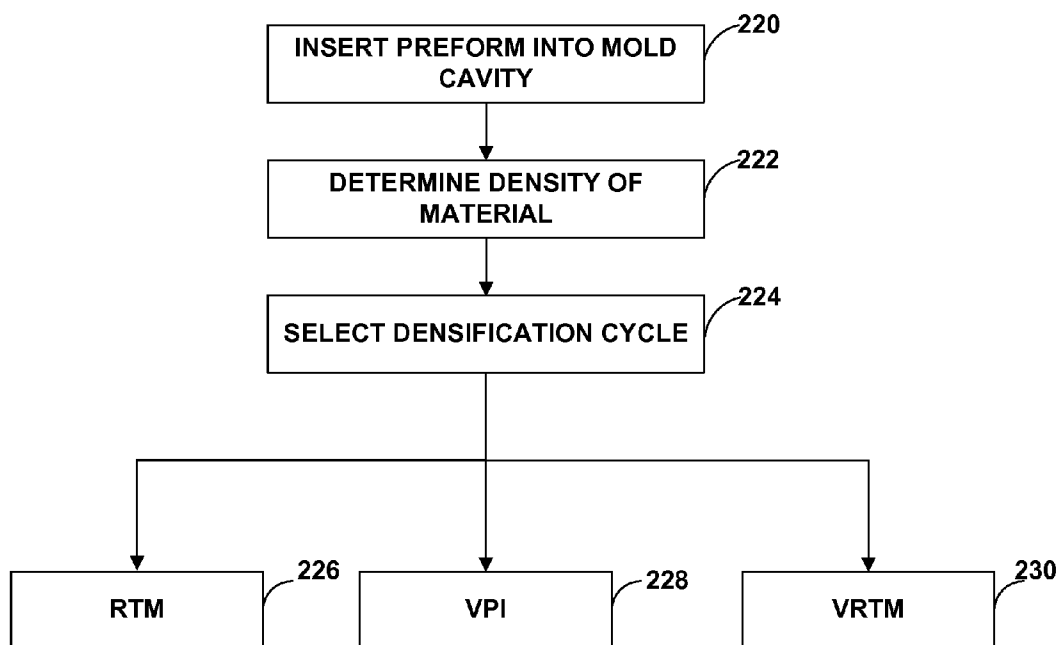 220
INSERT PREFORM INTO MOLD
CAVITY
222
DETERMINE DENSITY OF
MATERIAL
224
SELECT DENSIFICATION CYCLE
226
RTM
228
VPI
230
VRTM